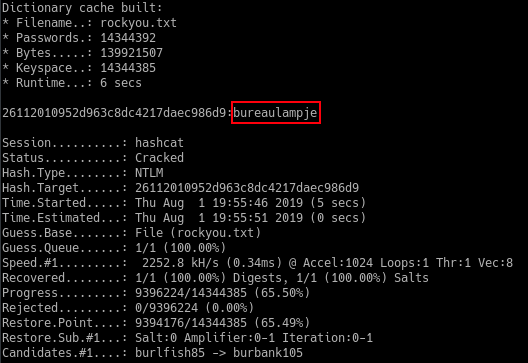 Dictionary cache built:
* Filename..: rockyou.txt
* Passwords.: 14344392
* Bytes.....: 139921507
* Keyspace..: 14344385
* Runtime...: 6 secs
26112010952d963c8dc4217daec986d9:bureaulampje
Session..........: hashcat
Status...........: Cracked
Hash.Type........: NTLM
Hash.Target......: 26112010952d963c8dc4217daec986d9
Time.Started.....: Thu Aug  1 19:55:46 2019 (5 secs)
Time.Estimated...: Thu Aug  1 19:55:51 2019 (0 secs)
Guess.Base.......: File (rockyou.txt)
Guess.Queue......: 1/1 (100.00%)
Speed.#1.........:  2252.8 kH/s (0.34ms) @ Accel:1024 Loops:1 Thr:1 Vec:8
Recovered........: 1/1 (100.00%) Digests, 1/1 (100.00%) Salts
Progress.........: 9396224/14344385 (65.50%)
Rejected.........: 0/9396224 (0.00%)
Restore.Point....: 9394176/14344385 (65.49%)
Restore.Sub.#1...: Salt:0 Amplifier:0-1 Iteration:0-1
Candidates.#1....: burlfish85 -> burbank105